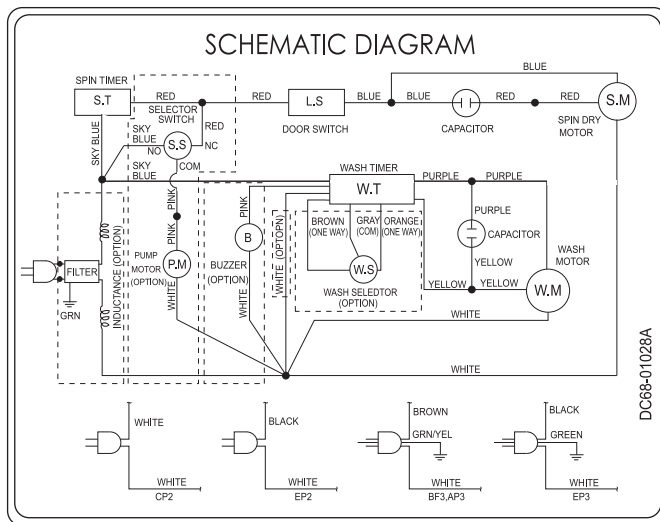 SCHEMATIC DIAGRAM
SPIN TIMER
S.T
RED
SELECTOR
SWITCH
RED
RED
L.S
DOOR SWITCH
BLUE
BLUE
BLUE
CAPACITOR
RED
RED
S.M
SPIN DRY
MOTOR
SKY BLUE
SKY
BLUE
NO
S.S
NC
COM
SKY
BLUE
WASH TIMER
W.T
PURPLE
PURPLE
PURPLE
CAPACITOR
YELLOW
YELLOW
YELLOW
WASH
MOTOR
W.M
WHITE
WHITE
PINK
PINK
P.M
PUMP
MOTOR
(OPTION)
WHITE
PINK
B
BUZZER
(OPTION)
WHITE
WHITE (OPTOPN)
BROWN
(ONE WAY)
GRAY
(COM)
ORANGE
(ONE WAY)
W.S
WASH SELEDTOR
(OPTION)
FILTER
GRN
INDUCTANCE (OPTION)
DC68-01028A
WHITE
WHITE
CP2
BLACK
WHITE
EP2
BROWN
GRN/YEL
WHITE
BF3,AP3
BLACK
GREEN
WHITE
EP3